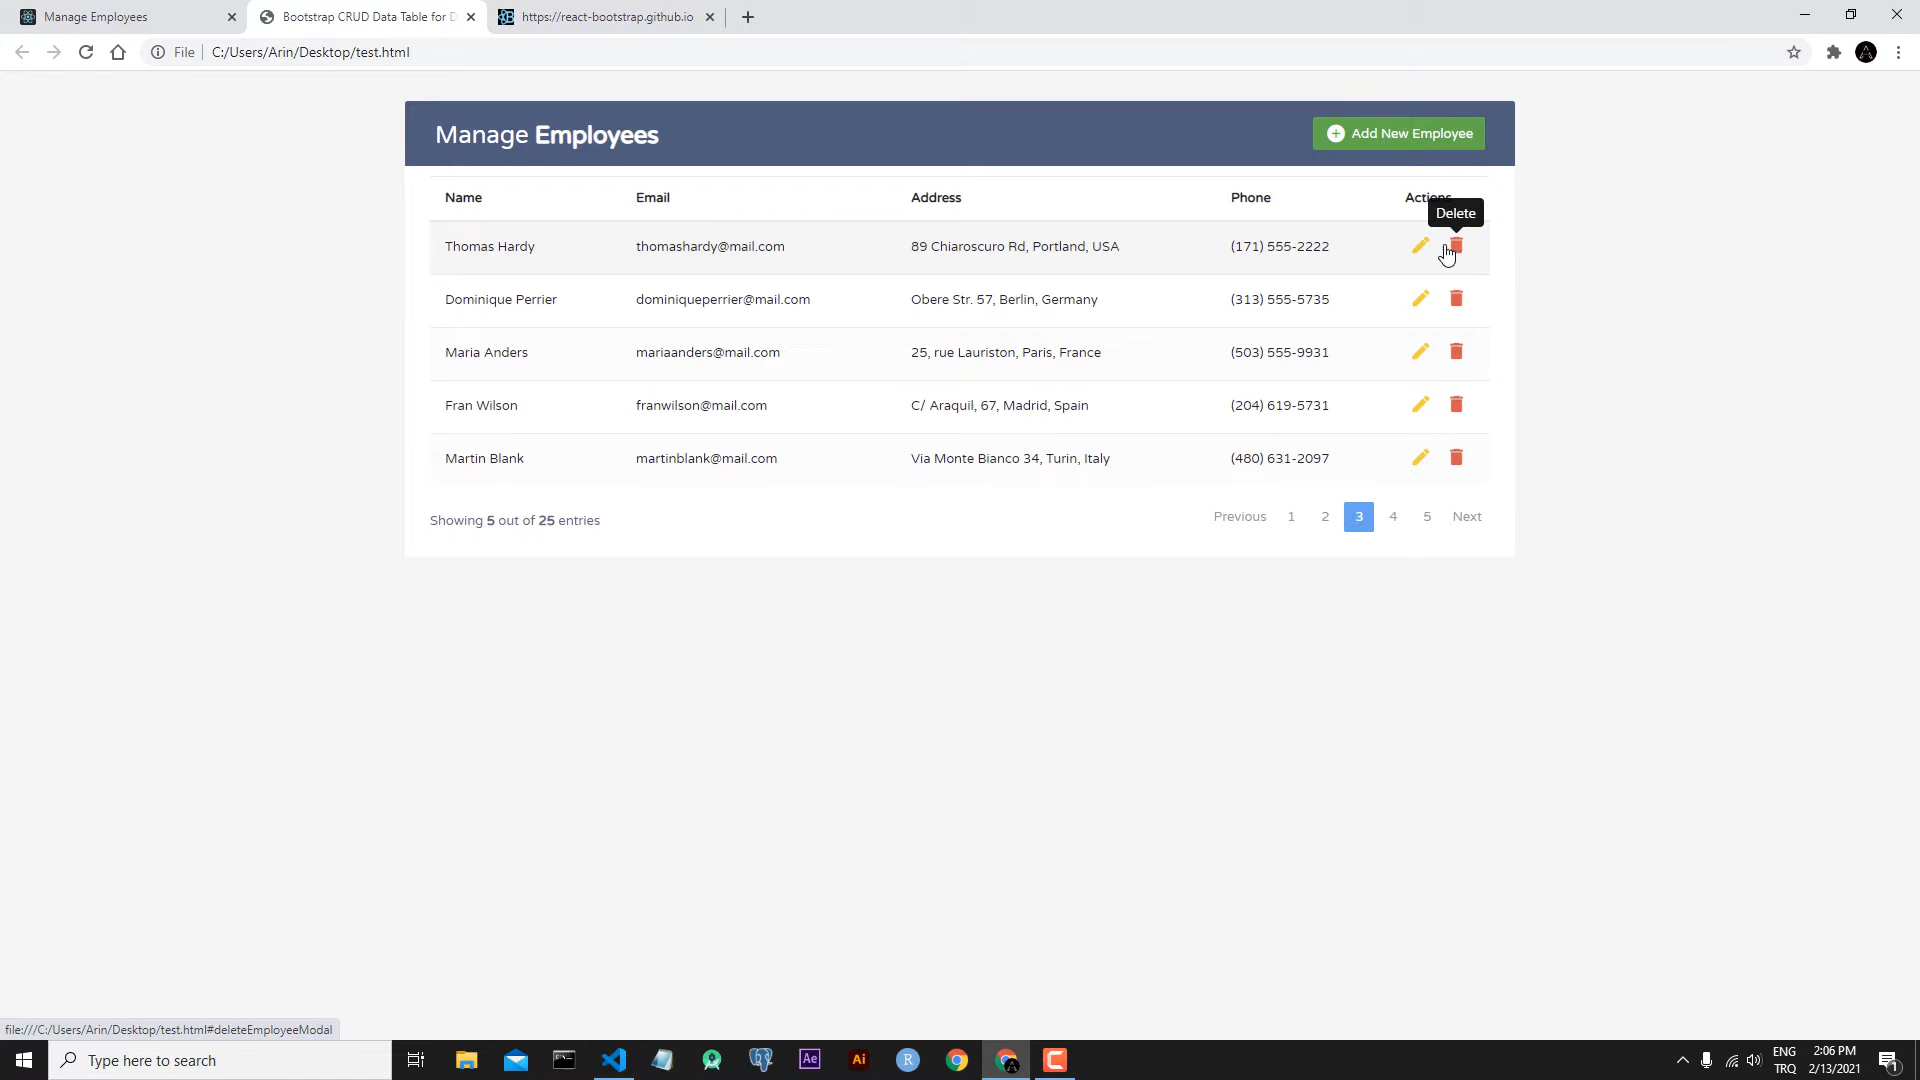 Manage Employees
Bootstrap CRUD Data Table for D
https://react-bootstrap.github.io
File
C:/Users/Arin/Desktop/test.html
Manage Employees
Add New Employee
Name Email Address Phone Actions
Delete
Thomas Hardy thomashardy@mail.com 89 Chiaroscuro Rd, Portland, USA (171) 555-2222
Dominique Perrier dominiqueperrier@mail.com Obere Str. 57, Berlin, Germany (313) 555-5735
Maria Anders mariaanders@mail.com 25, rue Lauriston, Paris, France (503) 555-9931
Fran Wilson franwilson@mail.com C/ Araquil, 67, Madrid, Spain (204) 619-5731
Martin Blank martinblank@mail.com Via Monte Bianco 34, Turin, Italy (480) 631-2097
Showing 5 out of 25 entries
Previous 1 2 3 4 5 Next
file:///C:/Users/Arin/Desktop/test.html#deleteEmployeeModal
Type here to search
Ae
Ai
R
ENG
TRQ
2:06 PM
2/13/2021
1